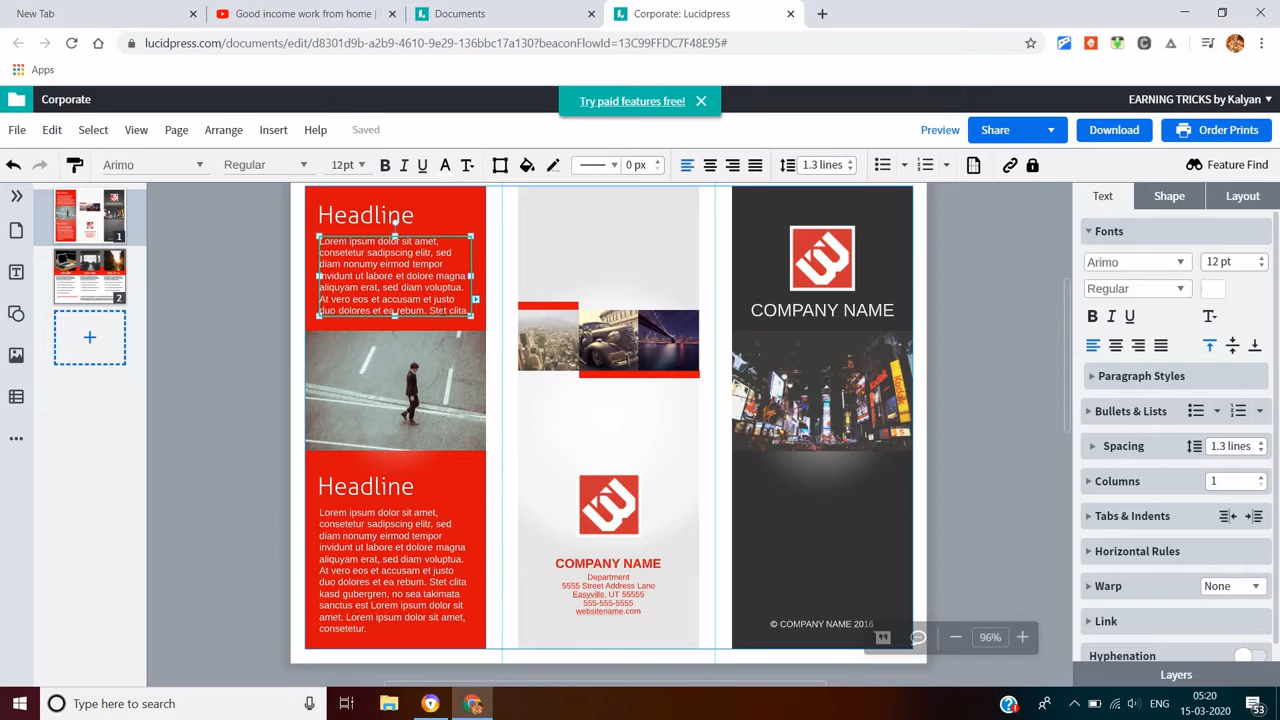 New Tab
Good income work from home |
Documents
Corporate: Lucidpress
lucidpress.com/documents/edit/d8301d9b-a2b9-4610-9e29-136bbc17a130?beaconFlowId=13C99FFDC7F48E95#
Apps
Corporate
Try paid features free!
EARNING TRICKS by Kalyan
File Edit Select View Page Arrange Insert Help Saved
Preview Share Download Order Prints
Arimo Regular 12pt B I U A T 0 px 1.3 lines Feature Find
Headline
Lorem ipsum dolor sit amet,
consetetur sadipscing elitr, sed
diam nonumy eirmod tempor
invidunt ut labore et dolore magna
aliquyam erat, sed diam voluptua.
At vero eos et accusam et justo
duo dolores et ea rebum. Stet clita
Headline
Lorem ipsum dolor sit amet,
consetetur sadipscing elitr, sed
diam nonumy eirmod tempor
invidunt ut labore et dolore magna
aliquyam erat, sed diam voluptua.
At vero eos et accusam et justo
duo dolores et ea rebum. Stet clita
kasd gubergren, no sea takimata
sanctus est Lorem ipsum dolor sit
amet. Lorem ipsum dolor sit amet,
consetetur.
COMPANY NAME
Department
5555 Street Address Lane
Easyville, UT 55555
555-555-5555
websitename.com
COMPANY NAME
Kodak
Kodak
© COMPANY NAME 2016
96%
1
2
Text Shape Layout
Fonts
Arimo 12 pt
Regular
B I U T
Paragraph Styles
Bullets & Lists
Spacing 1.3 lines
Columns 1
Tabs & Indents
Horizontal Rules
Warp None
Link
Hyphenation
Layers
Type here to search
ENG
05:20
15-03-2020
53